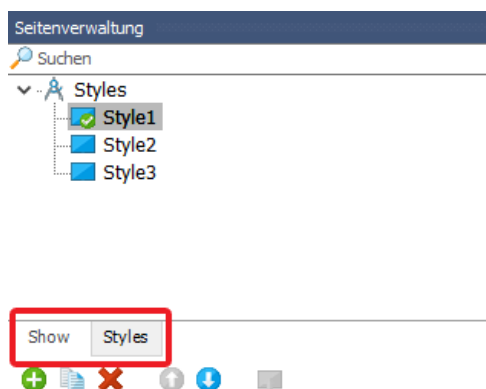 Seitenverwaltung
Suchen
Styles
Style1
Style2
Style3
Show Styles